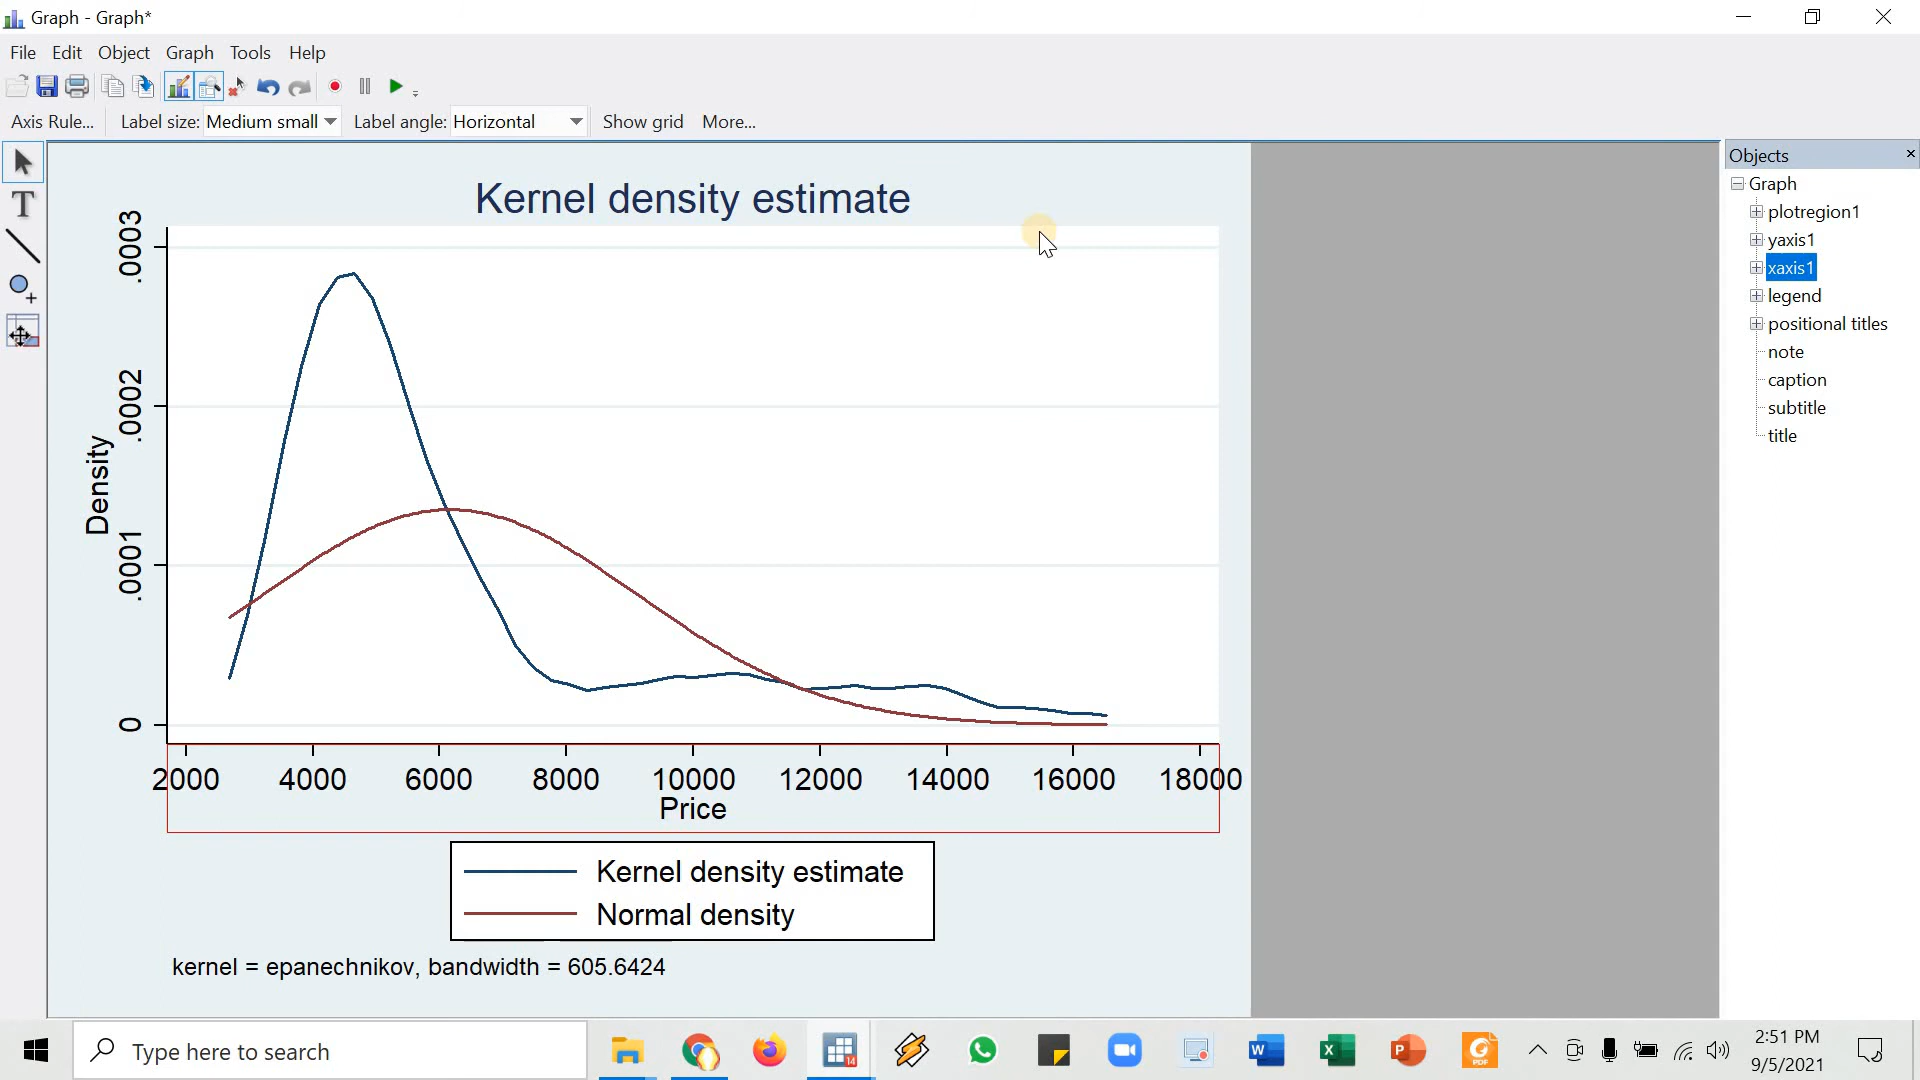 Graph - Graph*
File Edit Object Graph Tools Help
Axis Rule... Label size: Medium small Label angle: Horizontal Show grid More...
Objects
Graph
plotregion1
yaxis1
xaxis1
legend
positional titles
note
caption
subtitle
title
T
Kernel density estimate
Density
.0003
.0002
.0001
0
2000 4000 6000 8000 10000 12000 14000 16000 18000
Price
Kernel density estimate
Normal density
kernel = epanechnikov, bandwidth = 605.6424
Type here to search
14
W
X
P
PDF
2:51 PM
9/5/2021